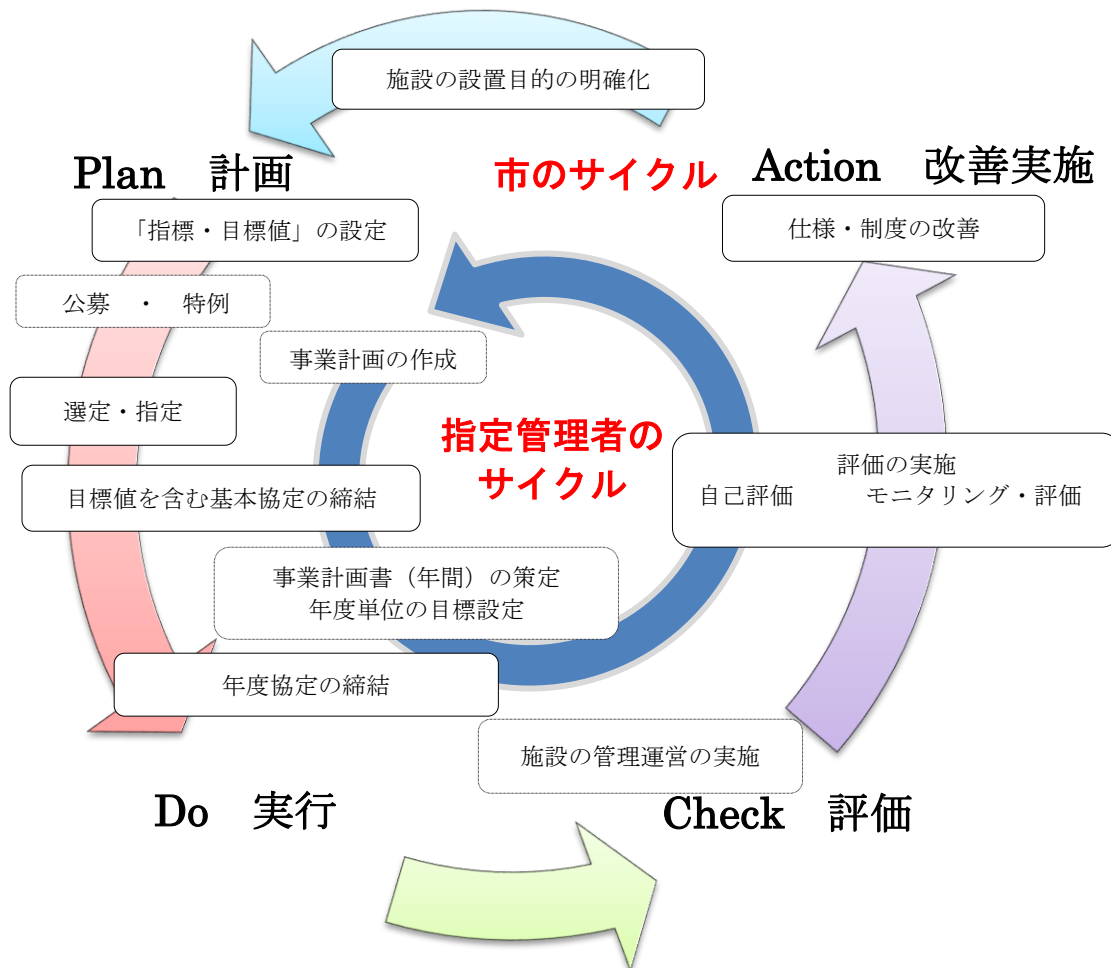 施設の設置目的の明確化
Plan　計画
市のサイクル
Action　改善実施
「指標・目標値」の設定
仕様・制度の改善
公募　・　特例
事業計画の作成
選定・指定
指定管理者の
サイクル
評価の実施
自己評価　　　モニタリング・評価
目標値を含む基本協定の締結
事業計画書（年間）の策定
年度単位の目標設定
年度協定の締結
施設の管理運営の実施
Do　実行
Check　評価